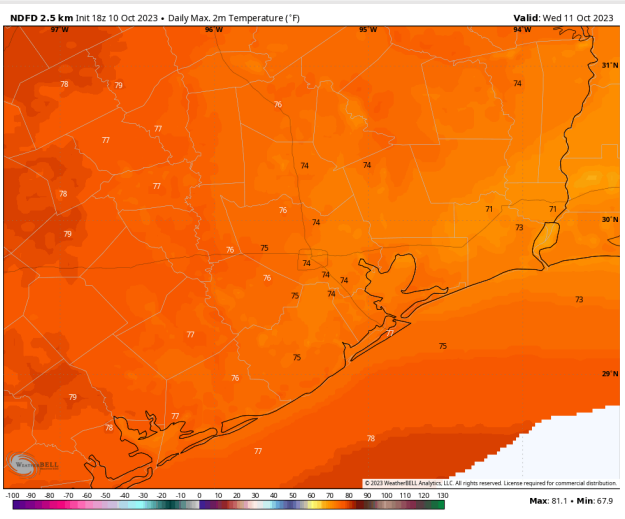 NDFD 2.5 km Init 18z 10 Oct 2023 • Daily Max. 2m Temperature (°F) Valid: Wed 11 Oct 2023
97°W 96°W 95°W 94°W
31°N
78 79 74
76
77
77
74 74
77
78
76 71 71
74
73
79 30°N
76 75
74
76 74 74
75 74 73
77 77
75
75
29°N
76
79
77
78
78
77
WeatherBELL
© 2023 WeatherBELL Analytics, LLC. All rights reserved. License required for commercial distribution.
-100 -90 -80 -70 -60 -50 -40 -30 -20 -10 0 10 20 30 40 50 60 70 80 90 100 110 120 130
Max: 81.1 • Min: 67.9